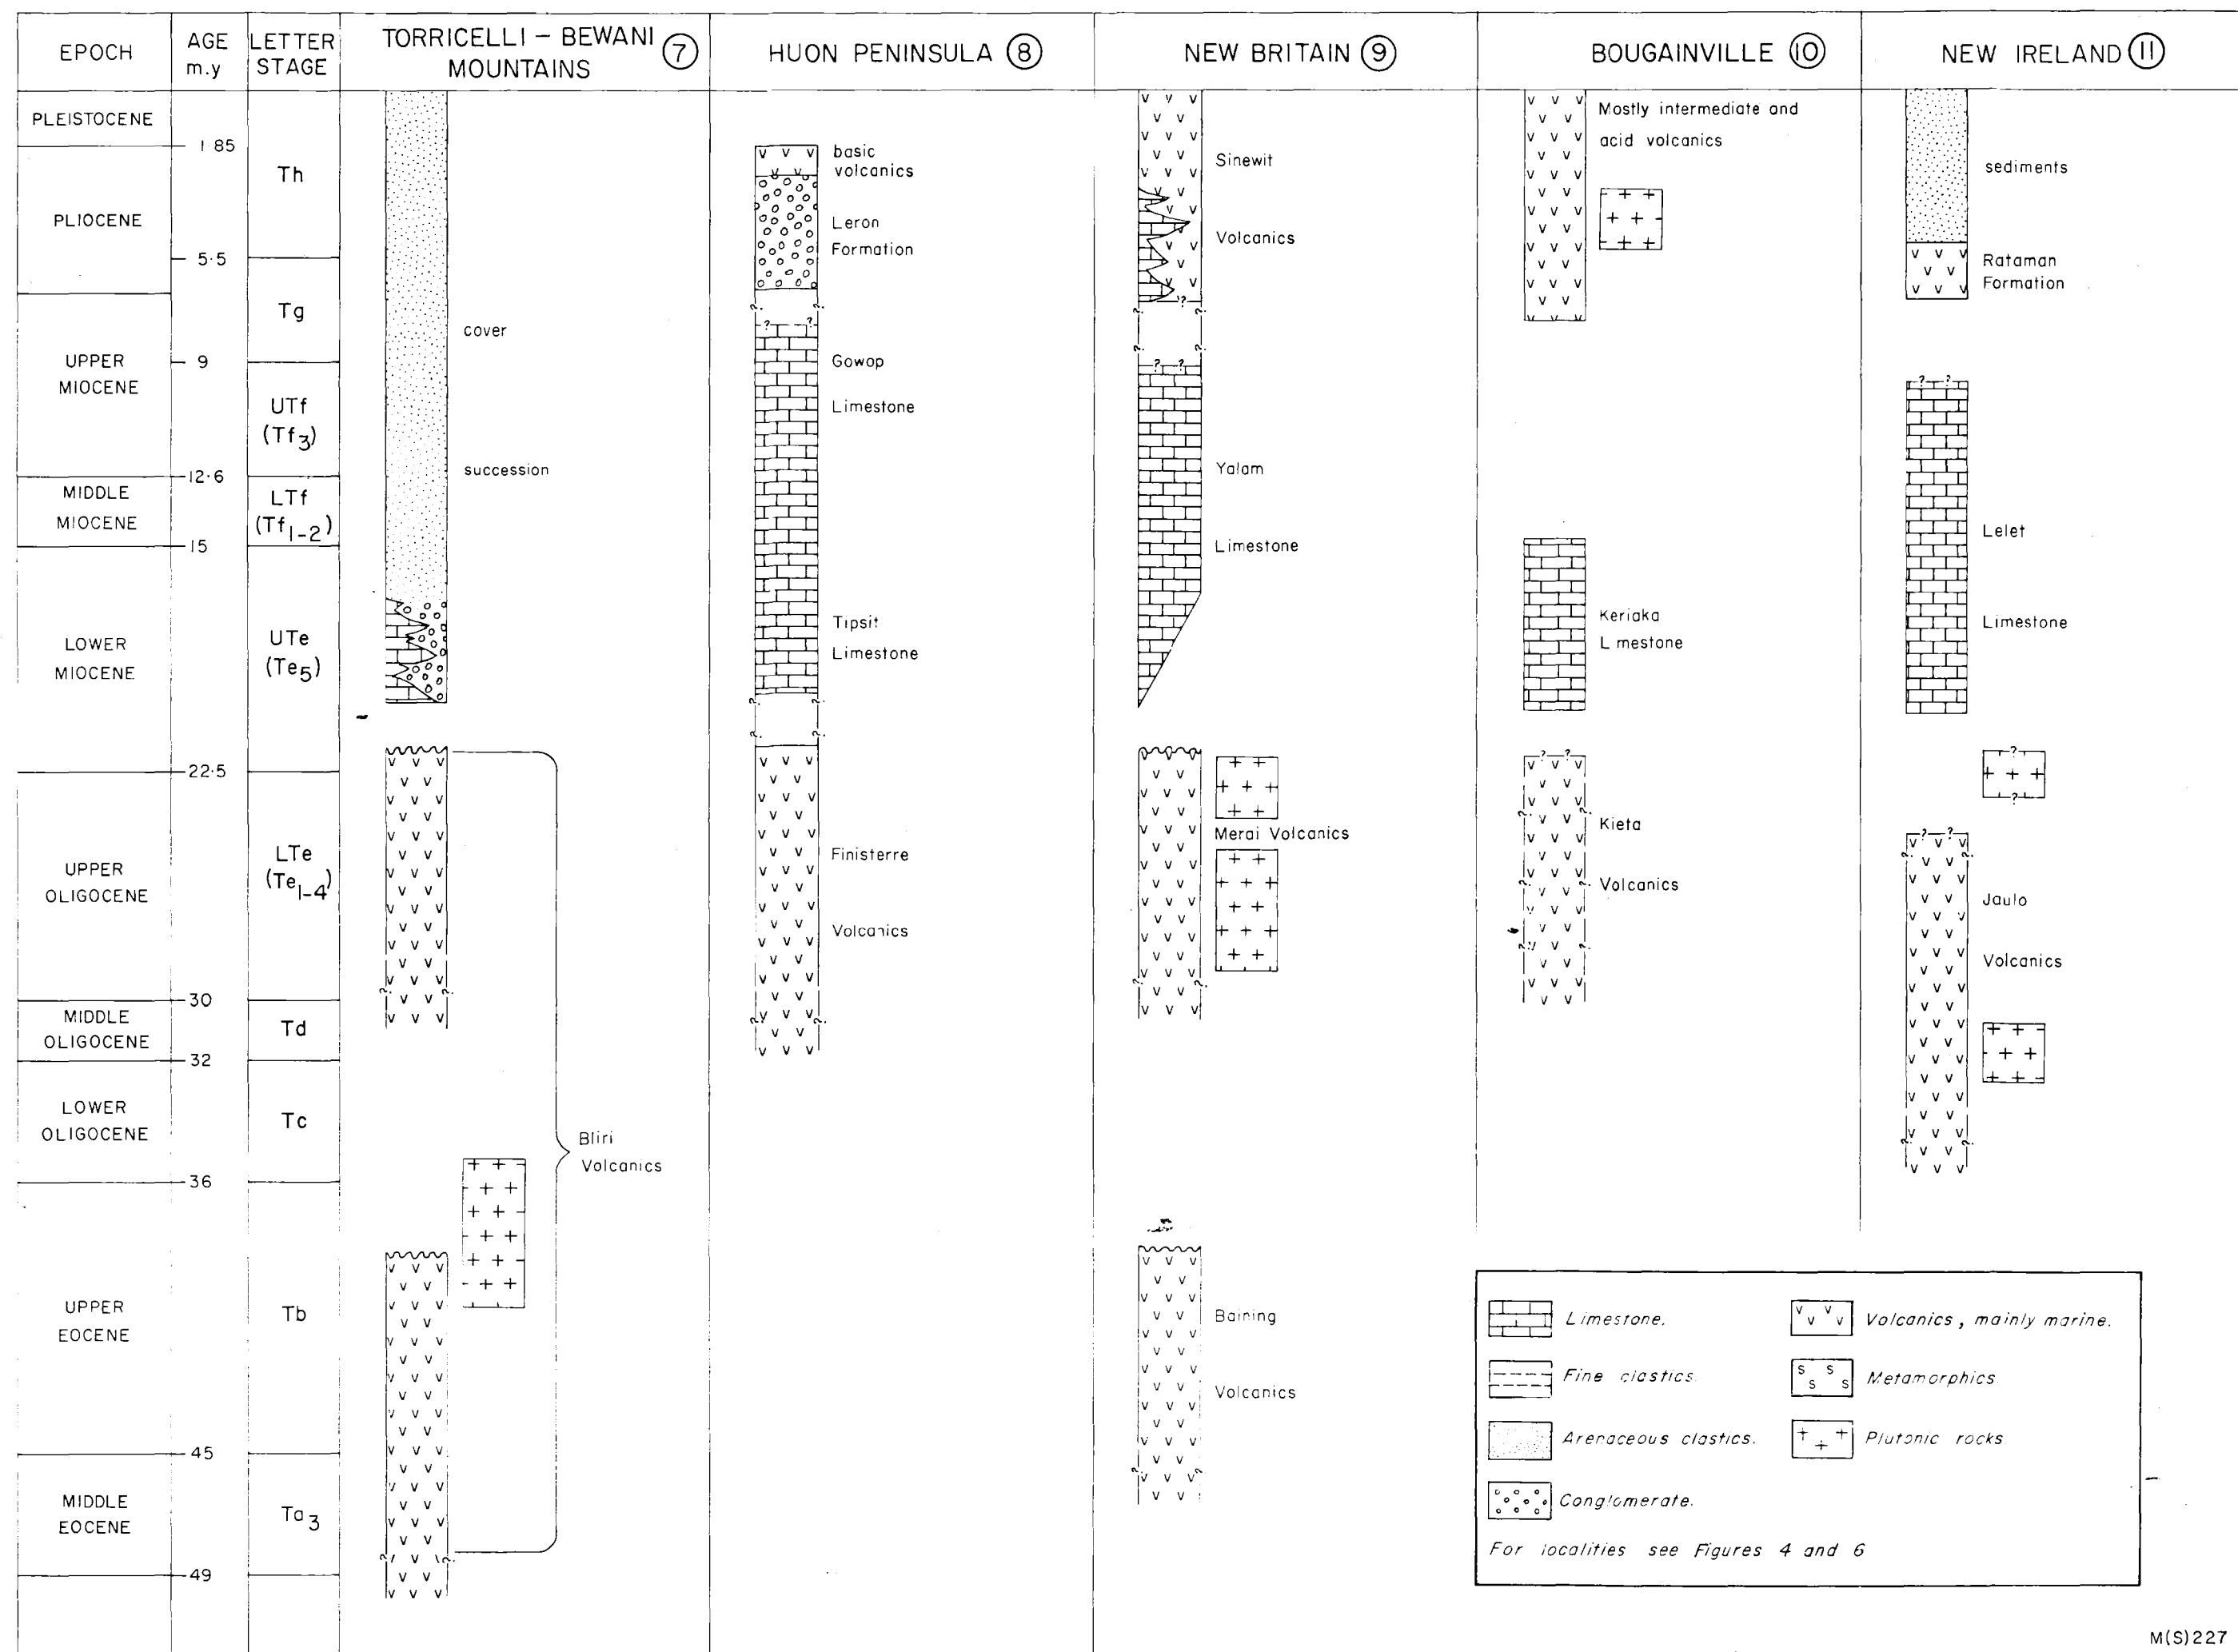 EPOCH
AGE
m.y
LETTER
STAGE
TORRICELLI – BEWANI
MOUNTAINS
7
HUON PENINSULA 8
NEW BRITAIN 9
BOUGAINVILLE 10
NEW IRELAND 11
PLEISTOCENE
PLIOCENE
UPPER
MIOCENE
MIDDLE
MIOCENE
LOWER
MIOCENE
UPPER
OLIGOCENE
MIDDLE
OLIGOCENE
LOWER
OLIGOCENE
UPPER
EOCENE
MIDDLE
EOCENE
1·85
5·5
9
12·6
15
22·5
30
32
36
45
49
Th
Tg
UTf
(Tf3)
LTf
(Tf1-2)
UTe
(Te5)
LTe
(Te1-4)
Td
Tc
Tb
Ta3
cover
succession
Bliri
Volcanics
basic
volcanics
Leron
Formation
Gowop
Limestone
Tipsit
Limestone
Finisterre
Volcanics
Sinewit
Volcanics
Yalam
Limestone
Merai Volcanics
Baining
Volcanics
Mostly intermediate and
acid volcanics
Keriaka
L mestone
Kieta
Volcanics
sediments
Rataman
Formation
Lelet
Limestone
Jaulo
Volcanics
Limestone.
Fine clastics.
Arenaceous clastics.
Conglomerate.
Volcanics, mainly marine.
Metamorphics
Plutonic rocks
For localities see Figures 4 and 6
M(S)227